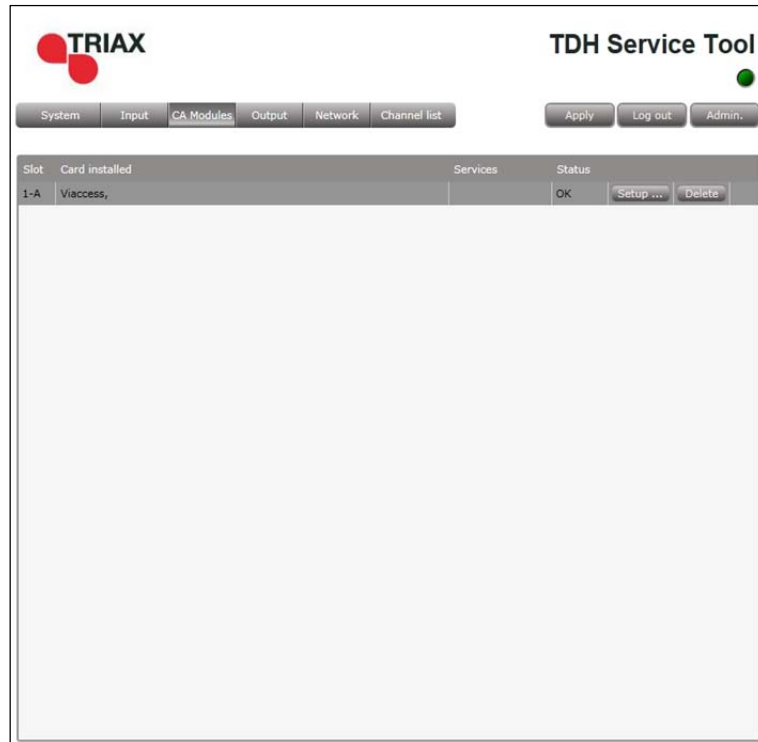 TRIAX
TDH Service Tool
System Input CA Modules Output Network Channel list Apply Log out Admin.
Slot Card installed Services Status
1-A Viaccess, OK Setup ... Delete